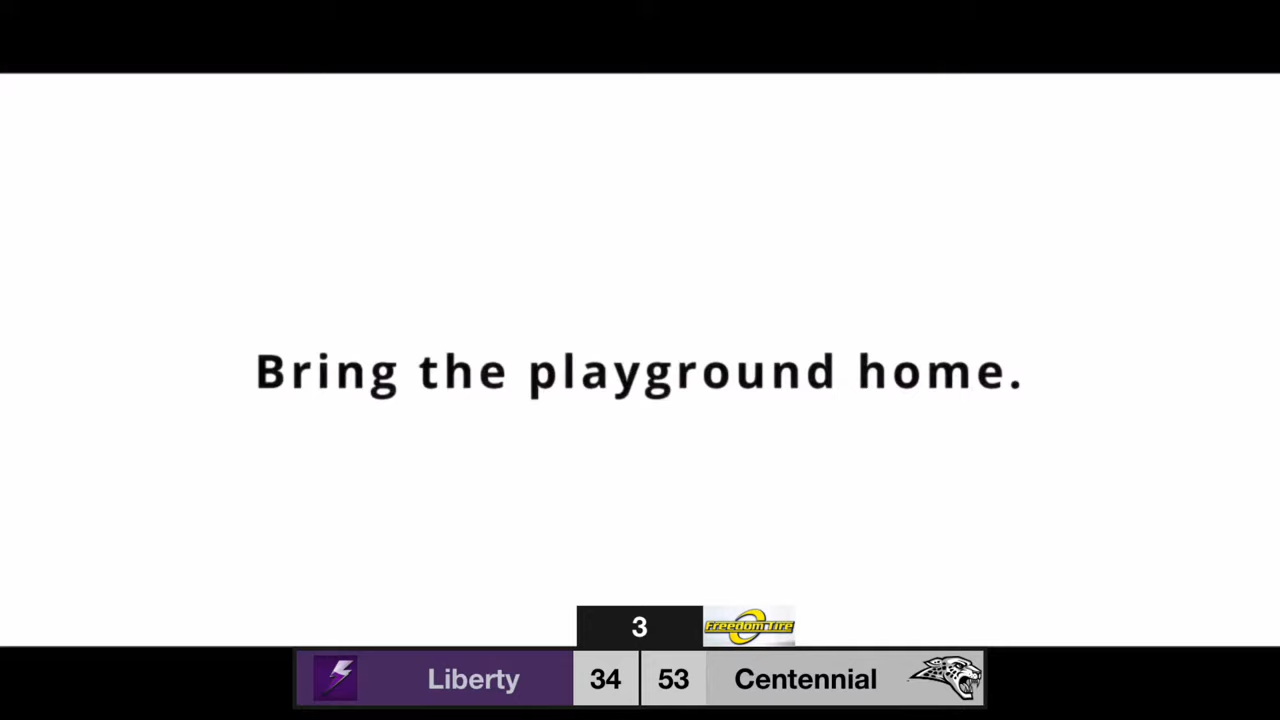 Bring the playground home.
3 Freedom Tire
Liberty 34 53 Centennial